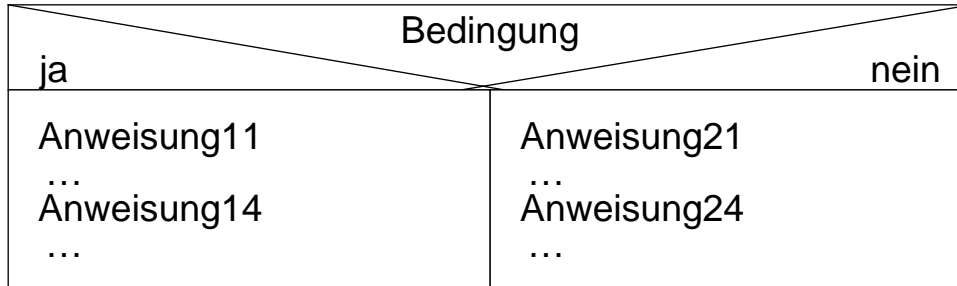 Bedingung
ja nein
Anweisung11 Anweisung21
… …
Anweisung14 Anweisung24
… …